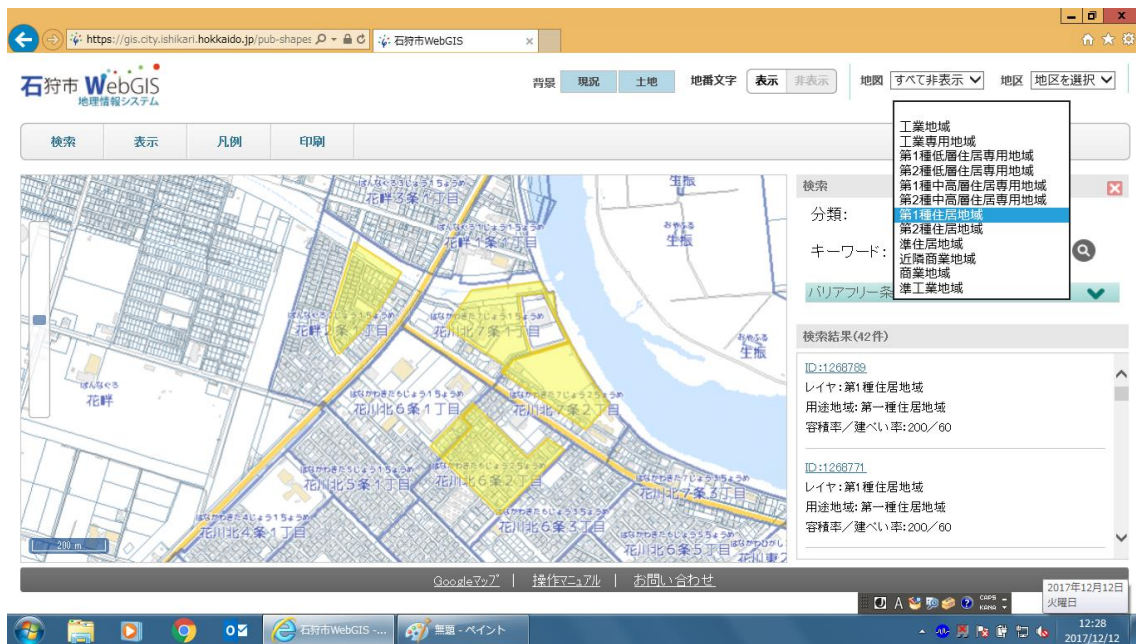 https://gis.city.ishikari.hokkaido.jp/pub-shapes
石狩市WebGIS
石狩市 WebGIS
地理情報システム
背景 現況 土地 地番文字 表示 非表示 地図 すべて非表示 地区 地区を選択
検索 表示 凡例 印刷
工業地域
工業専用地域
第1種低層住居専用地域
第2種低層住居専用地域
第1種中高層住居専用地域
第2種中高層住居専用地域
第1種住居地域
第2種住居地域
準住居地域
近隣商業地域
商業地域
準工業地域
花畔3条1丁目
生振
花畔1条1丁目
おやふる
生振
花畔2条1丁目
花川北7条1丁目
おやふる
生振
ばんなぐろ
花畔
花川北6条1丁目
花川北7条2丁目
花川北5条1丁目
花川北6条2丁目
花川北7条3丁目
花川北4条1丁目
花川北6条3丁目
花川北6条5丁目
花川東2
200 m
検索
分類:
キーワード:
バリアフリー条
検索結果(42件)
ID:1268789
レイヤ:第1種住居地域
用途地域:第一種住居地域
容積率/建ぺい率:200/60
ID:1268771
レイヤ:第1種住居地域
用途地域:第一種住居地域
容積率/建ぺい率:200/60
Googleマップ | 操作マニュアル | お問い合わせ
A CAPS KANA
2017年12月12日
火曜日
石狩市WebGIS -...
無題 - ペイント
12:28
2017/12/12